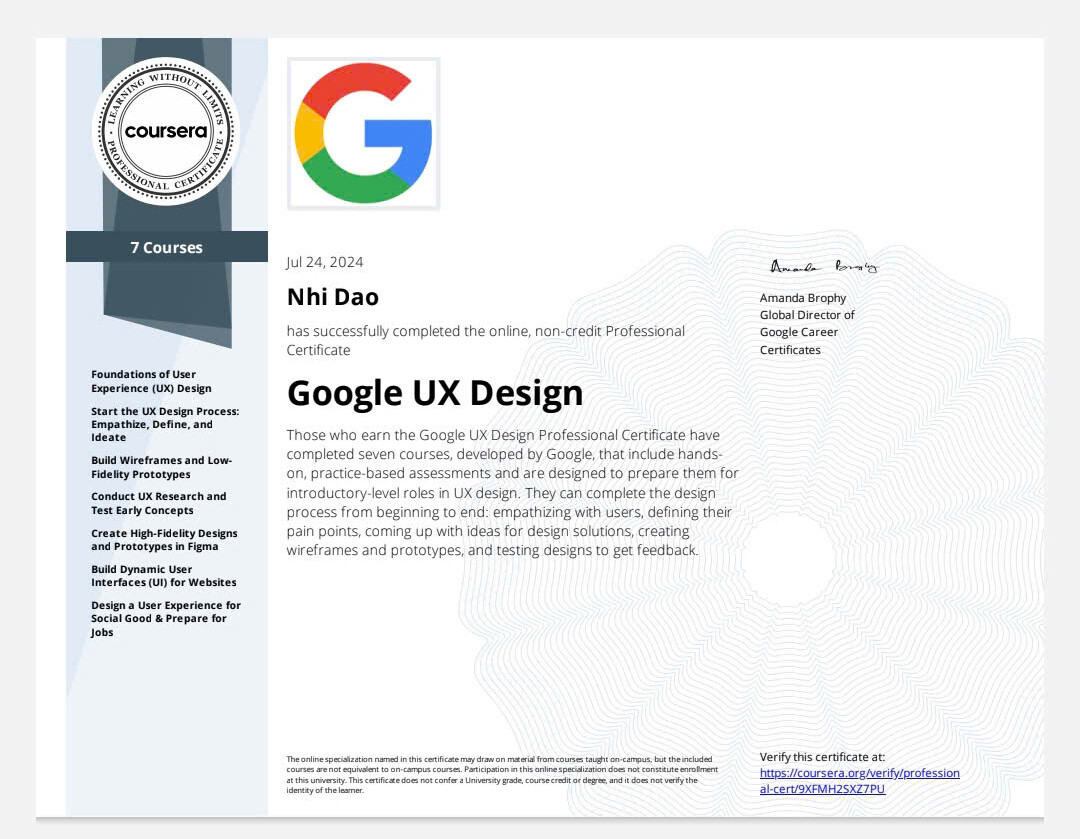 LEARNING WITHOUT LIMITS
coursera
PROFESSIONAL CERTIFICATE
7 Courses
Foundations of User
Experience (UX) Design
Start the UX Design Process:
Empathize, Define, and
Ideate
Build Wireframes and Low-
Fidelity Prototypes
Conduct UX Research and
Test Early Concepts
Create High-Fidelity Designs
and Prototypes in Figma
Build Dynamic User
Interfaces (UI) for Websites
Design a User Experience for
Social Good & Prepare for
Jobs
Jul 24, 2024
Nhi Dao
has successfully completed the online, non-credit Professional
Certificate
Google UX Design
Those who earn the Google UX Design Professional Certificate have
completed seven courses, developed by Google, that include hands-
on, practice-based assessments and are designed to prepare them for
introductory-level roles in UX design. They can complete the design
process from beginning to end: empathizing with users, defining their
pain points, coming up with ideas for design solutions, creating
wireframes and prototypes, and testing designs to get feedback.
Amanda Brophy
Amanda Brophy
Global Director of
Google Career
Certificates
The online specialization named in this certificate may draw on material from courses taught on-campus, but the included
courses are not equivalent to on-campus courses. Participation in this online specialization does not constitute enrollment
at this university. This certificate does not confer a University grade, course credit or degree, and it does not verify the
identity of the learner.
Verify this certificate at:
https://coursera.org/verify/profession
al-cert/9XFMH2SXZ7PU